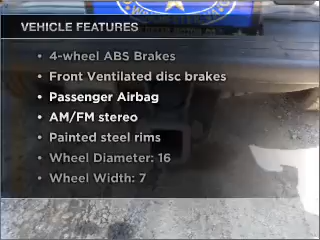 VEHICLE FEATURES
• 4-wheel ABS Brakes
• Front Ventilated disc brakes
• Passenger Airbag
• AM/FM stereo
• Painted steel rims
• Wheel Diameter: 16
• Wheel Width: 7